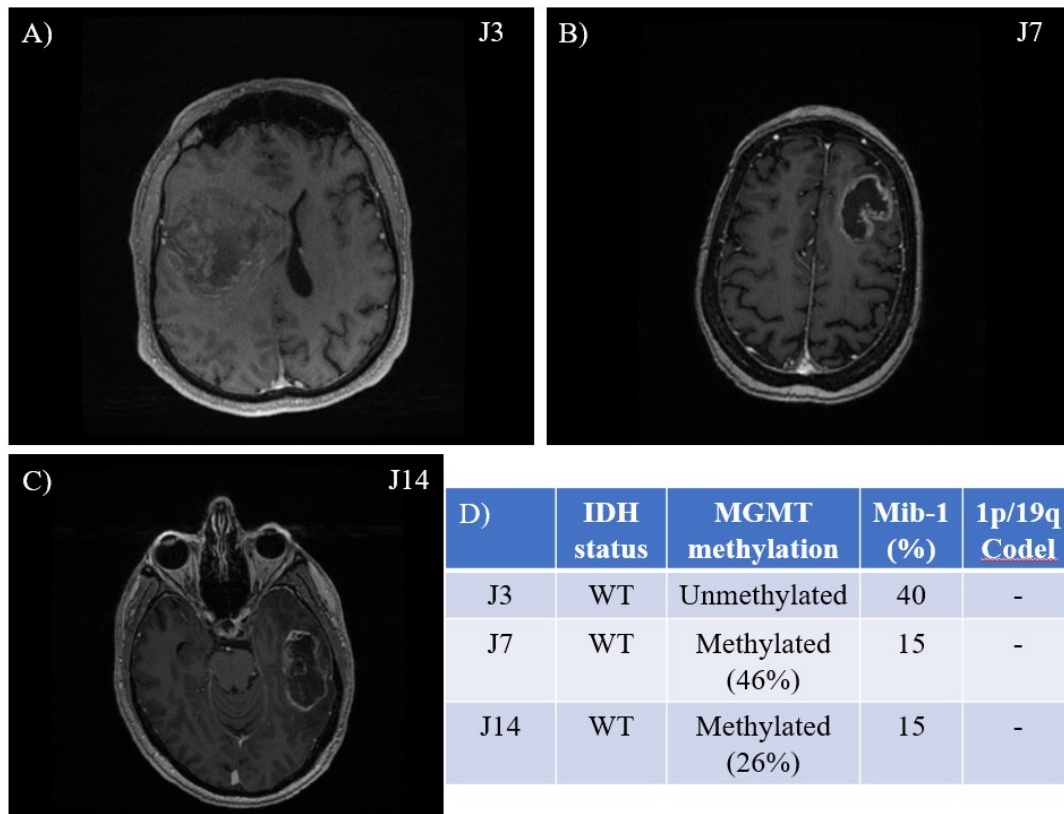 A) J3
B) J7
C) J14
D) IDH status MGMT methylation Mib-1 (%) 1p/19q Codel
J3 WT Unmethylated 40 -
J7 WT Methylated (46%) 15 -
J14 WT Methylated (26%) 15 -